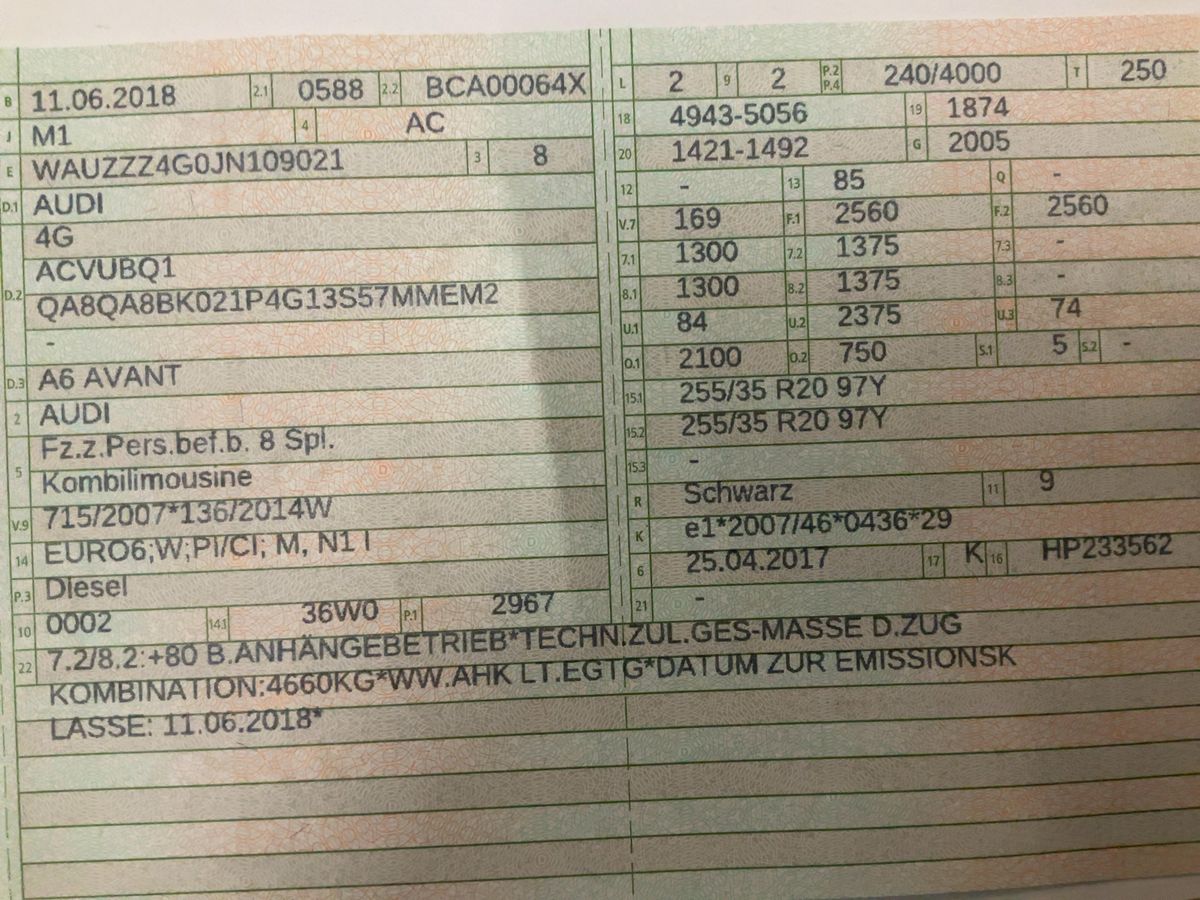 B 11.06.2018 2.1 0588 2.2 BCA00064X
J M1 4 AC
E WAUZZZ4G0JN109021 3 8
D.1 AUDI
4G
D.2 ACVUBQ1
QA8QA8BK021P4G13S57MMEM2
-
D.3 A6 AVANT
2 AUDI
Fz.z.Pers.bef.b. 8 Spl.
5 Kombilimousine
V.9 715/2007*136/2014W
14 EURO6;W;PI/CI; M, N1 I
P.3 Diesel
10 0002 14.1 36W0 P.1 2967
L 2 9 2 P.2 P.4 240/4000 T 250
18 4943-5056 19 1874
20 1421-1492 G 2005
12 - 13 85 Q -
V.7 169 F.1 2560 F.2 2560
7.1 1300 7.2 1375 7.3 -
8.1 1300 8.2 1375 8.3 -
U.1 84 U.2 2375 U.3 74
O.1 2100 O.2 750 S.1 5 S.2 -
15.1 255/35 R20 97Y
15.2 255/35 R20 97Y
15.3 -
R Schwarz 11 9
K e1*2007/46*0436*29
6 25.04.2017 17 K 16 HP233562
21 -
22 7.2/8.2:+80 B.ANHÄNGEBETRIEB*TECHN.ZUL.GES-MASSE D.ZUG
KOMBINATION:4660KG*WW.AHK LT.EGTG*DATUM ZUR EMISSIONSK
LASSE: 11.06.2018*